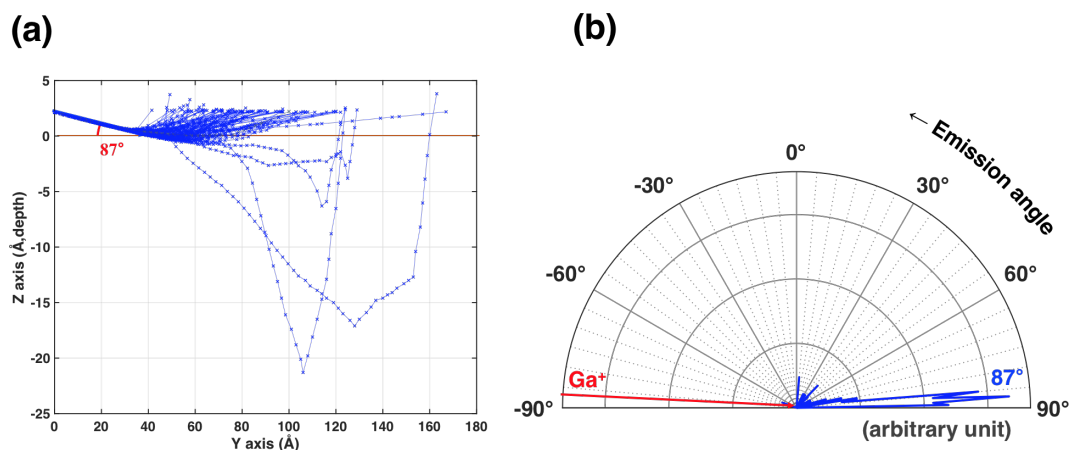 (a)
(b)
5
0
-5
-10
-15
-20
-25
Z axis (Å,depth)
87°
0 20 40 60 80 100 120 140 160 180
Y axis (Å)
← Emission angle
0°
-30°
30°
-60°
60°
Ga+
87°
-90°
90°
(arbitrary unit)